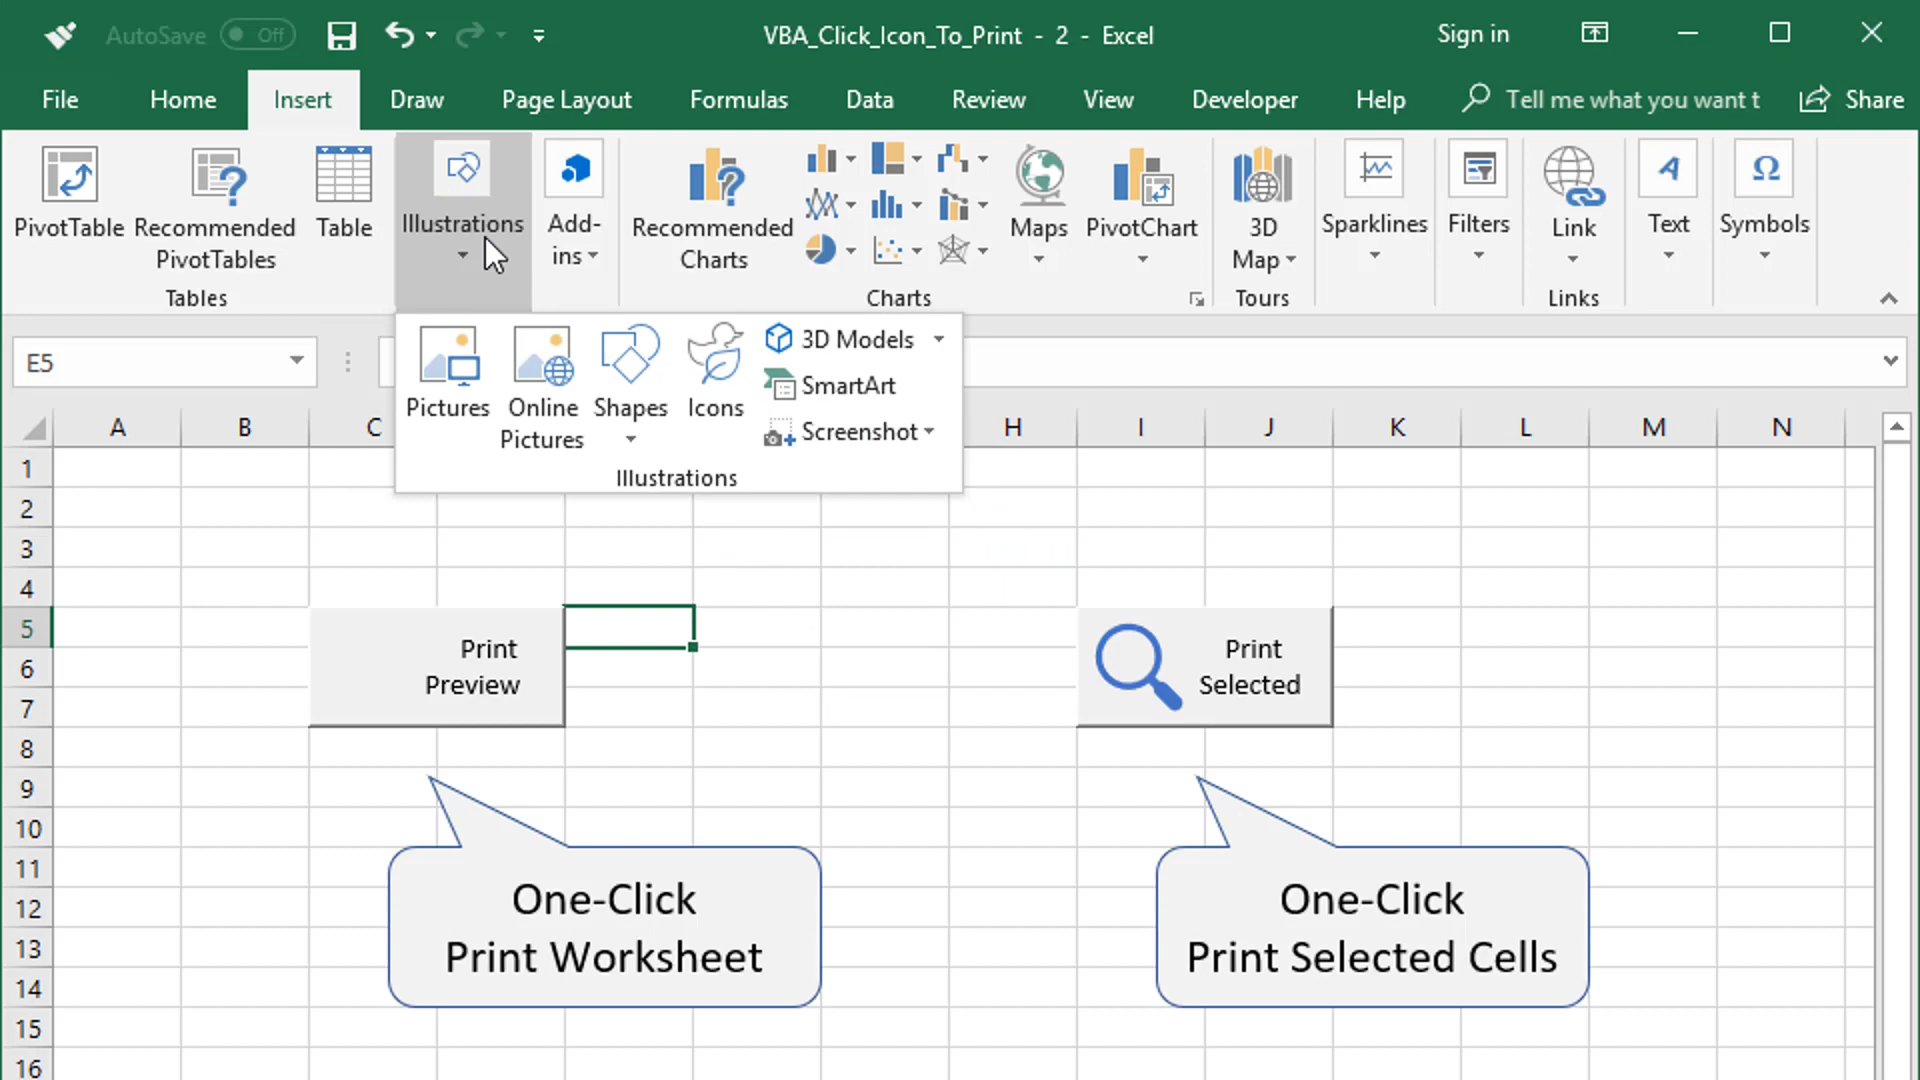 AutoSave Off
VBA_Click_Icon_To_Print - 2 - Excel
Sign in
File Home Insert Draw Page Layout Formulas Data Review View Developer Help Tell me what you want t Share
PivotTable
Recommended
PivotTables
Table
Tables
Illustrations
Add-
ins
Recommended
Charts
Maps
PivotChart
Charts
3D
Map
Tours
Sparklines
Filters
Link
Links
A
Text
Ω
Symbols
E5
Pictures
Online
Pictures
Shapes
Icons
3D Models
SmartArt
Screenshot
Illustrations
A B C H I J K L M N
1
2
3
4
5
6
7
8
9
10
11
12
13
14
15
16
Print
Preview
Print
Selected
One-Click
Print Worksheet
One-Click
Print Selected Cells